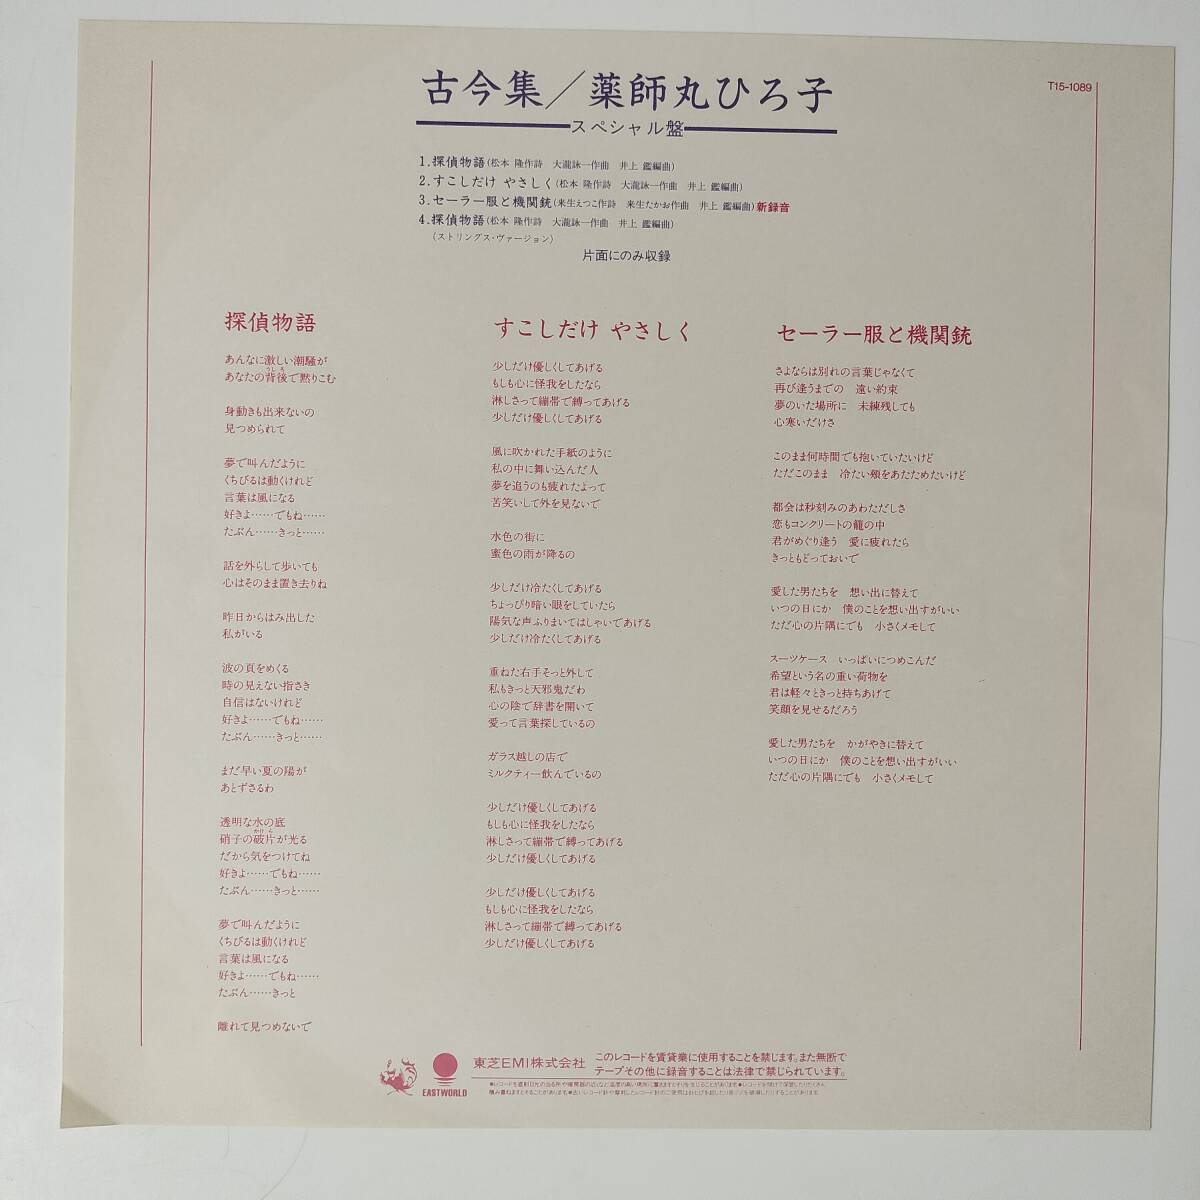 古今集／薬師丸ひろ子
T15-1089
スペシャル盤
1.探偵物語(松本 隆作詩 大瀧詠一作曲 井上 鑑編曲)
2.すこしだけ やさしく(松本 隆作詩 大瀧詠一作曲 井上 鑑編曲)
3.セーラー服と機関銃(来生えつこ作詩 来生たかお作曲 井上 鑑編曲)新録音
4.探偵物語(松本 隆作詩 大瀧詠一作曲 井上 鑑編曲)
(ストリングス・ヴァージョン)
片面にのみ収録
探偵物語
あんなに激しい潮騒が
あなたの背後で黙りこむ
身動きも出来ないの
見つめられて
夢で叫んだように
くちびるは動くけれど
言葉は風になる
好きよ……でもね……
たぶん……きっと……
話を外らして歩いても
心はそのまま置き去りね
昨日からはみ出した
私がいる
波の頁をめくる
時の見えない指さき
自信はないけれど
好きよ……でもね……
たぶん……きっと……
まだ早い夏の陽が
あとずさるわ
透明な水の底
硝子の破片が光る
だから気をつけてね
好きよ……でもね……
たぶん……きっと……
夢で叫んだように
くちびるは動くけれど
言葉は風になる
好きよ……でもね……
たぶん……きっと
離れて見つめないで
すこしだけ やさしく
少しだけ優しくしてあげる
もしも心に怪我をしたなら
淋しさって繃帯で縛ってあげる
少しだけ優しくしてあげる
風に吹かれた手紙のように
私の中に舞い込んだ人
夢を追うのも疲れたよって
苦笑いして外を見ないで
水色の街に
蜜色の雨が降るの
少しだけ冷たくしてあげる
ちょっぴり暗い眼をしていたら
陽気な声ふりまいてはしゃいであげる
少しだけ冷たくしてあげる
重ねた右手そっと外して
私もきっと天邪鬼だわ
心の陰で辞書を開いて
愛って言葉探しているの
ガラス越しの店で
ミルクティー飲んでいるの
少しだけ優しくしてあげる
もしも心に怪我をしたなら
淋しさって繃帯で縛ってあげる
少しだけ優しくしてあげる
少しだけ優しくしてあげる
もしも心に怪我をしたなら
淋しさって繃帯で縛ってあげる
少しだけ優しくしてあげる
セーラー服と機関銃
さよならは別れの言葉じゃなくて
再び逢うまでの 遠い約束
夢のいた場所に 未練残しても
心寒いだけさ
このまま何時間でも抱いていたいけど
ただこのまま 冷たい頬をあたためたいけど
都会は秒刻みのあわただしさ
恋もコンクリートの籠の中
君がめぐり逢う 愛に疲れたら
きっともどっておいで
愛した男たちを 想い出に替えて
いつの日にか 僕のことを想い出すがいい
ただ心の片隅にでも 小さくメモして
スーツケース いっぱいにつめこんだ
希望という名の重い荷物を
君は軽々ときっと持ちあげて
笑顔を見せるだろう
愛した男たちを かがやきに替えて
いつの日にか 僕のことを想い出すがいい
ただ心の片隅にでも 小さくメモして
EASTWORLD
東芝EMI株式会社
このレコードを賃貸業に使用することを禁じます。また無断で
テープその他に録音することは法律で禁じられています。